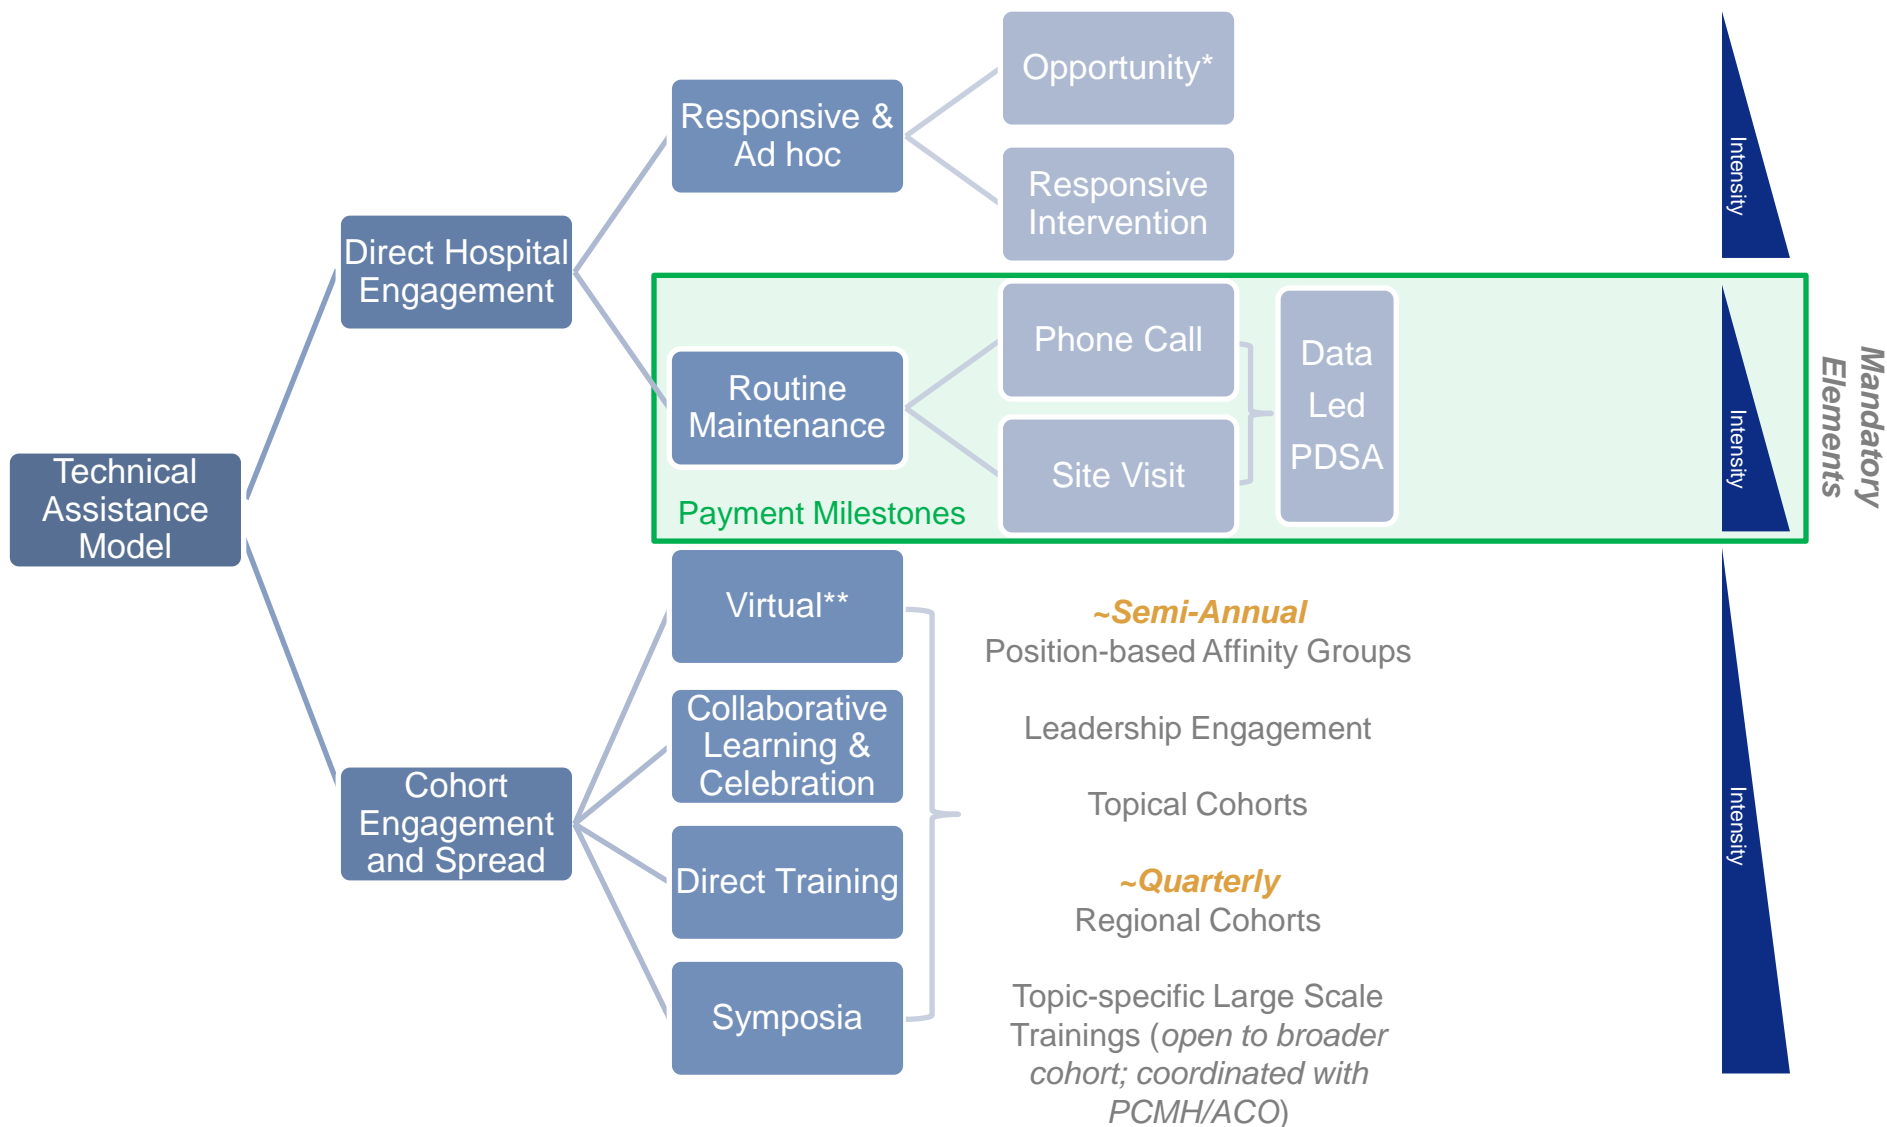 Technical
Assistance
Model
Direct Hospital
Engagement
Cohort
Engagement
and Spread
Responsive &
Ad hoc
Routine
Maintenance
Payment Milestones
Virtual**
Collaborative
Learning &
Celebration
Direct Training
Symposia
Opportunity*
Responsive
Intervention
Phone Call
Site Visit
Data
Led
PDSA
~Semi-Annual
Position-based Affinity Groups
Leadership Engagement
Topical Cohorts
~Quarterly
Regional Cohorts
Topic-specific Large Scale
Trainings (open to broader
cohort; coordinated with
PCMH/ACO)
Intensity
Intensity
Intensity
Mandatory
Elements